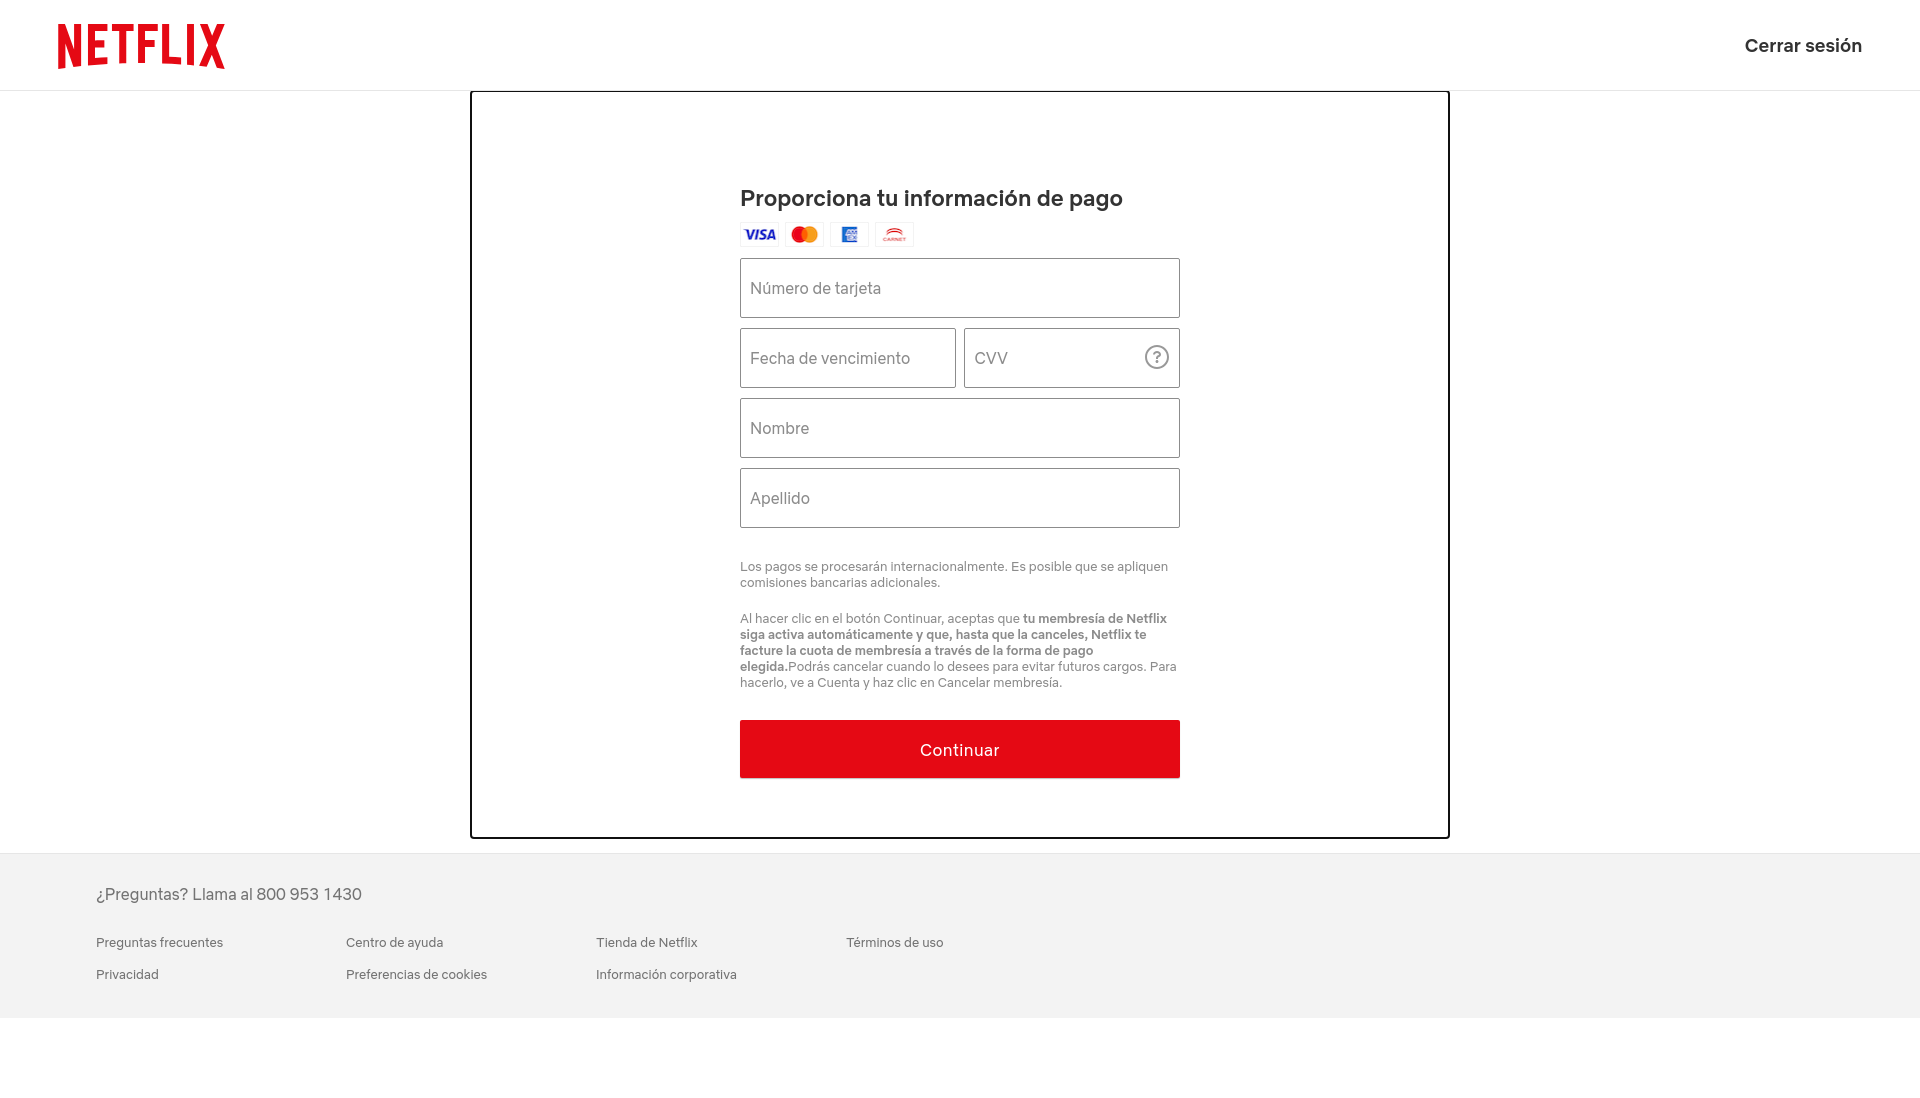 NETFLIX
Cerrar sesión
Proporciona tu información de pago
VISA
AM
EX
CARNET
Número de tarjeta
Fecha de vencimiento
CVV
?
Nombre
Apellido
Los pagos se procesarán internacionalmente. Es posible que se apliquen
comisiones bancarias adicionales.
Al hacer clic en el botón Continuar, aceptas que tu membresía de Netflix
siga activa automáticamente y que, hasta que la canceles, Netflix te
facture la cuota de membresía a través de la forma de pago
elegida.Podrás cancelar cuando lo desees para evitar futuros cargos. Para
hacerlo, ve a Cuenta y haz clic en Cancelar membresía.
Continuar
¿Preguntas? Llama al 800 953 1430
Preguntas frecuentes
Centro de ayuda
Tienda de Netflix
Términos de uso
Privacidad
Preferencias de cookies
Información corporativa